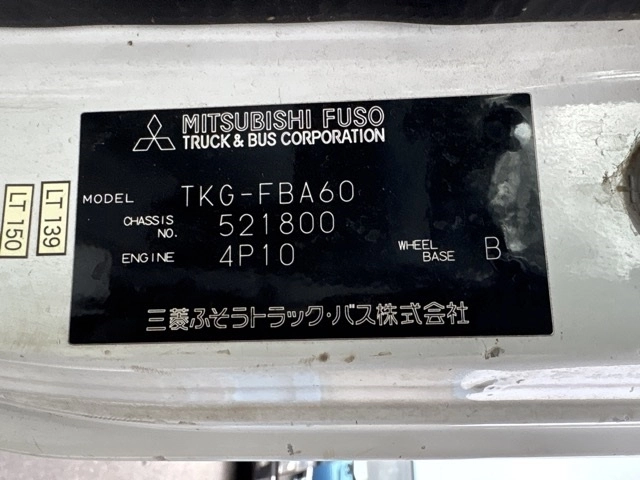 MITSUBISHI FUSO
TRUCK & BUS CORPORATION
MODEL TKG-FBA60
CHASSIS NO. 521800
ENGINE 4P10 WHEEL BASE B
三菱ふそうトラック・バス株式会社
LT 139
LT 150